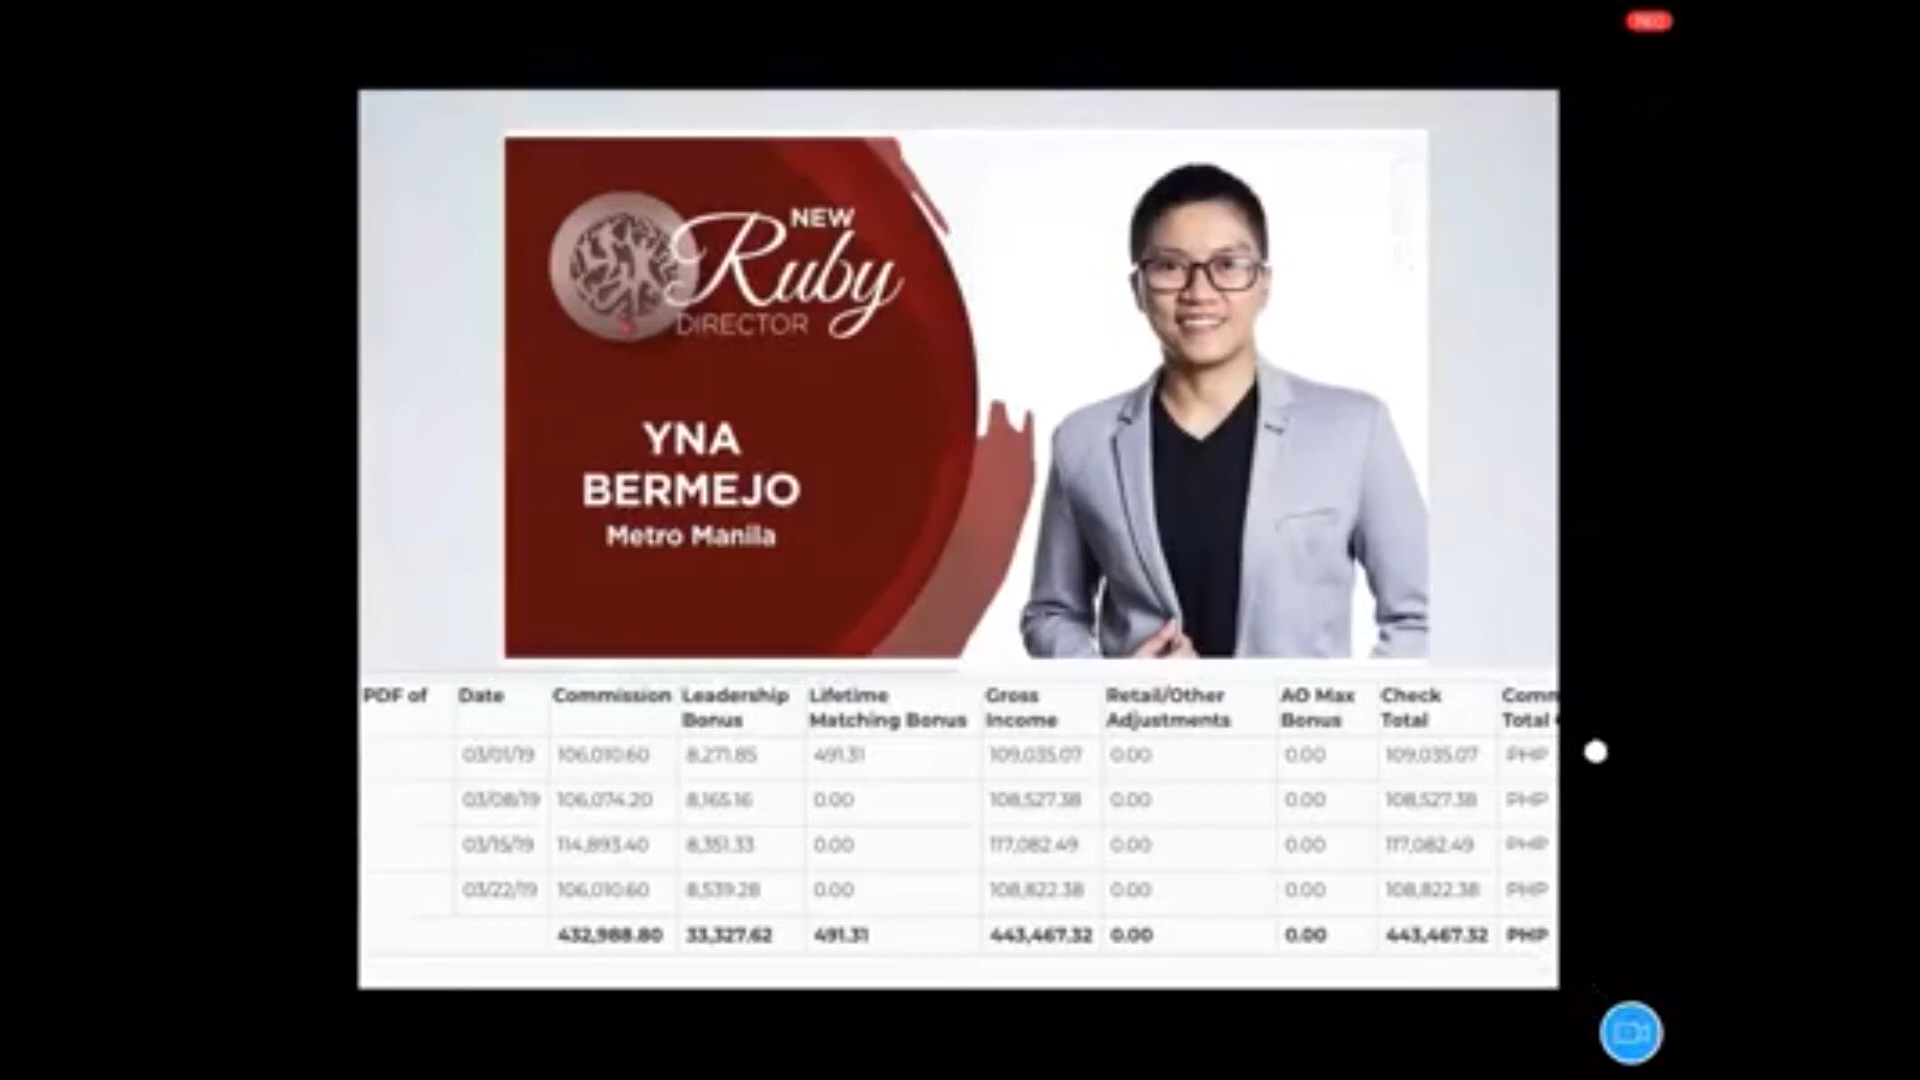 REC
NEW
Ruby
DIRECTOR
YNA
BERMEJO
Metro Manila
PDF of Date Commission Leadership Bonus Lifetime Matching Bonus Gross Income Retail/Other Adjustments AO Max Bonus Check Total Comm Total
03/01/19 106,010.60 8,271.85 491.31 109,035.07 0.00 0.00 109,035.07 PHP
03/08/19 106,074.20 8,165.16 0.00 108,527.38 0.00 0.00 108,527.38 PHP
03/15/19 114,893.40 8,351.33 0.00 117,082.49 0.00 0.00 117,082.49 PHP
03/22/19 106,010.60 8,539.28 0.00 108,822.38 0.00 0.00 108,822.38 PHP
432,988.80 33,327.62 491.31 443,467.32 0.00 0.00 443,467.32 PHP